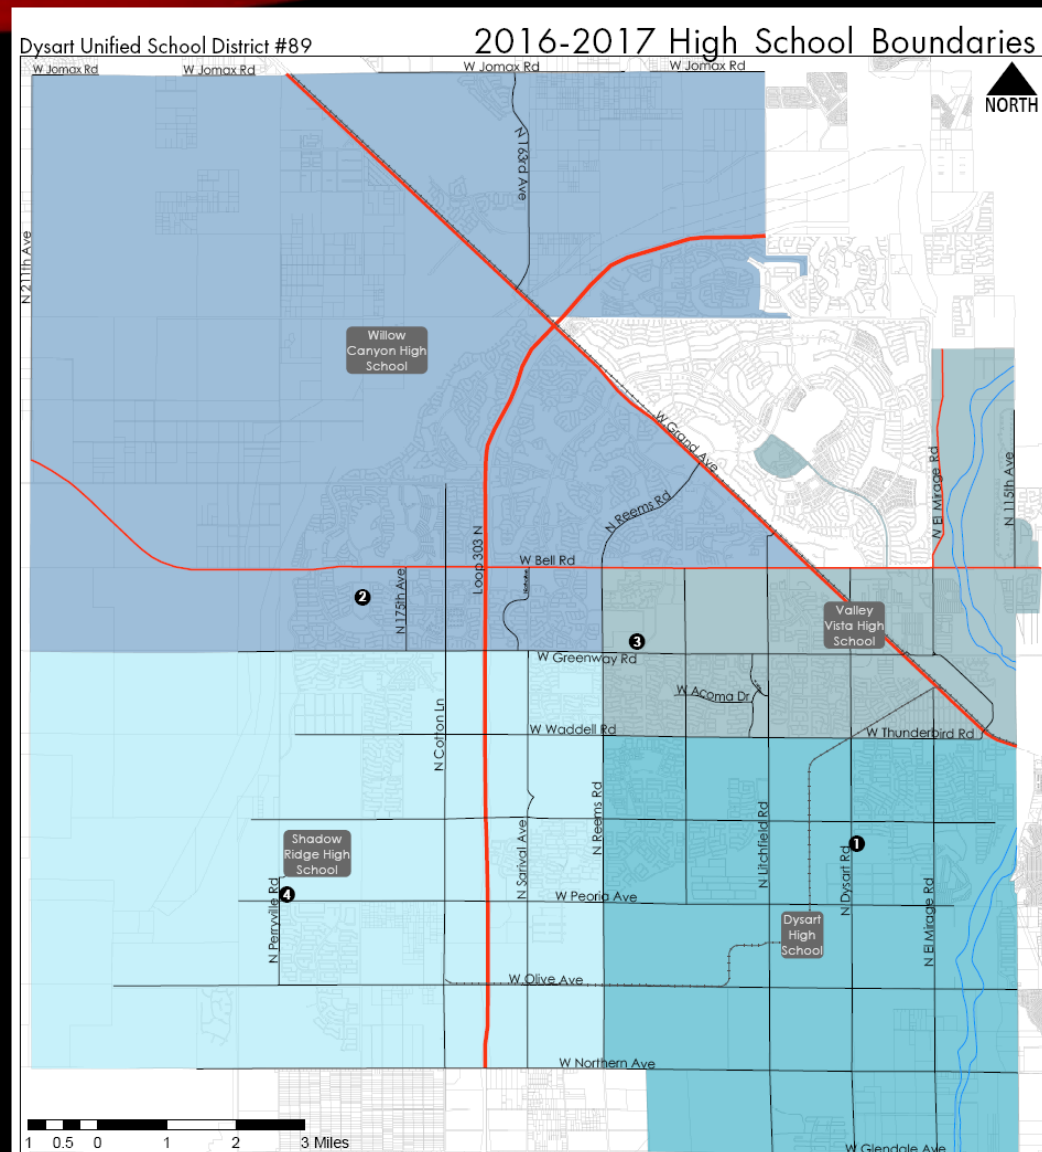 Dysart Unified School District #89
2016-2017 High School Boundaries
W Jomax Rd
W Jomax Rd
W Jomax Rd
W Jomax Rd
NORTH
N 163rd Ave
N 211th Ave
Willow
Canyon High
School
W Grand Ave
N Reems Rd
N El Mirage Rd
N 115th Ave
Loop 303 N
W Bell Rd
N 175th Ave
2
3
Valley
Vista High
School
W Greenway Rd
W Acoma Dr
N Cotton Ln
W Waddell Rd
W Thunderbird Rd
N Reems Rd
N Litchfield Rd
Shadow
Ridge High
School
N Sarival Ave
1
N Dysart Rd
4
N Perryville Rd
W Peoria Ave
N El Mirage Rd
Dysart
High
School
W Olive Ave
W Northern Ave
1 0.5 0 1 2 3 Miles
W Glendale Ave